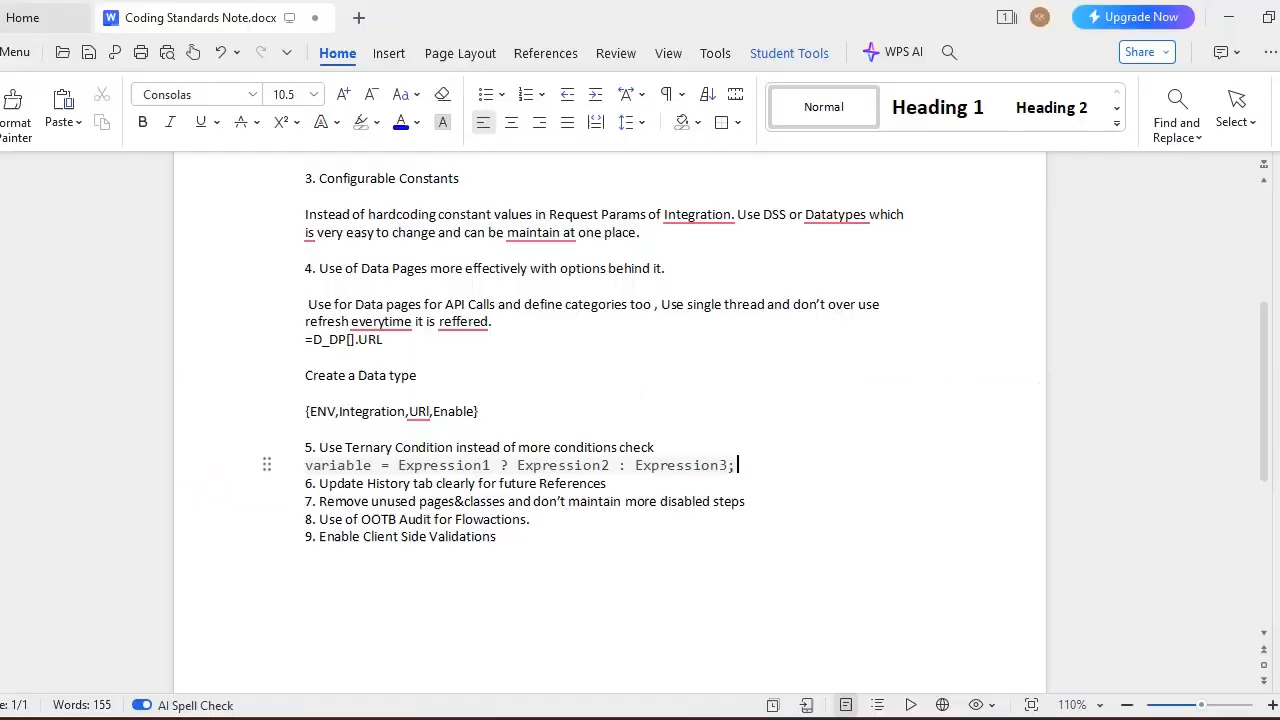 Home
Coding Standards Note.docx
Upgrade Now
Menu
Home
Insert
Page Layout
References
Review
View
Tools
Student Tools
WPS AI
Share
ormat
Painter
Paste
Consolas
10.5
Normal
Heading 1
Heading 2
Find and
Replace
Select
3. Configurable Constants
Instead of hardcoding constant values in Request Params of Integration. Use DSS or Datatypes which
is very easy to change and can be maintain at one place.
4. Use of Data Pages more effectively with options behind it.
Use for Data pages for API Calls and define categories too , Use single thread and don’t over use
refresh everytime it is reffered.
=D_DP[].URL
Create a Data type
{ENV,Integration,URl,Enable}
5. Use Ternary Condition instead of more conditions check
variable = Expression1 ? Expression2 : Expression3;
6. Update History tab clearly for future References
7. Remove unused pages&classes and don’t maintain more disabled steps
8. Use of OOTB Audit for Flowactions.
9. Enable Client Side Validations
e: 1/1
Words: 155
AI Spell Check
110%